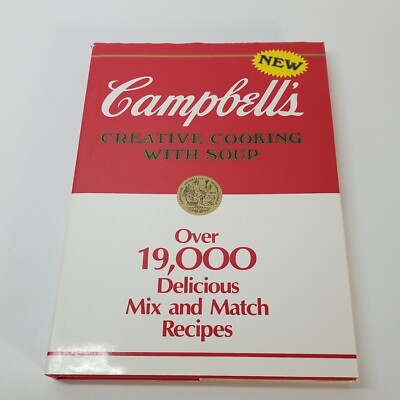 NEW
Campbell's
CREATIVE COOKING
WITH SOUP
Over
19,000
Delicious
Mix and Match
Recipes